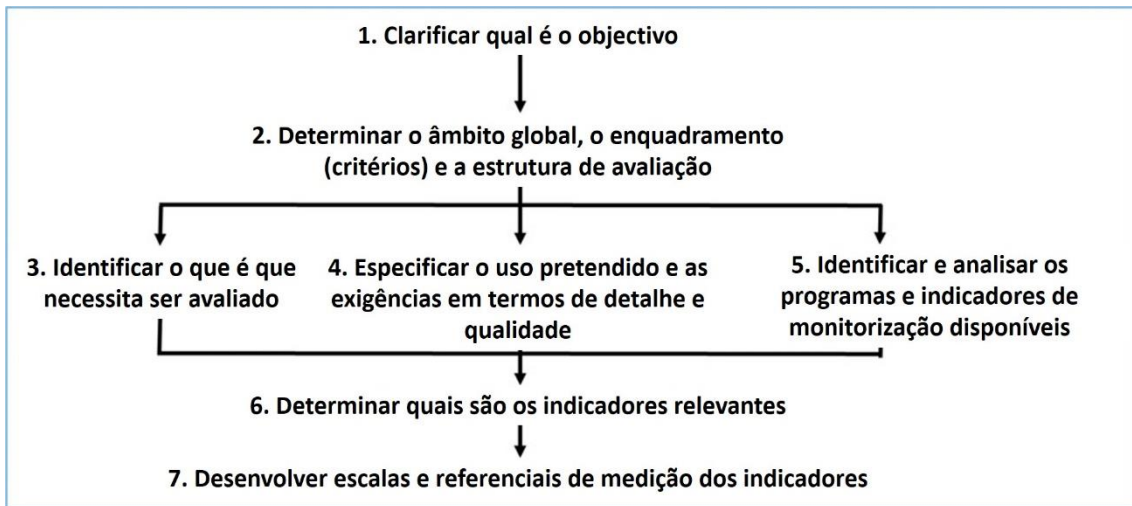 1. Clarificar qual é o objectivo
2. Determinar o âmbito global, o enquadramento
(critérios) e a estrutura de avaliação
3. Identificar o que é que
necessita ser avaliado
4. Especificar o uso pretendido e as
exigências em termos de detalhe e
qualidade
5. Identificar e analisar os
programas e indicadores de
monitorização disponíveis
6. Determinar quais são os indicadores relevantes
7. Desenvolver escalas e referenciais de medição dos indicadores